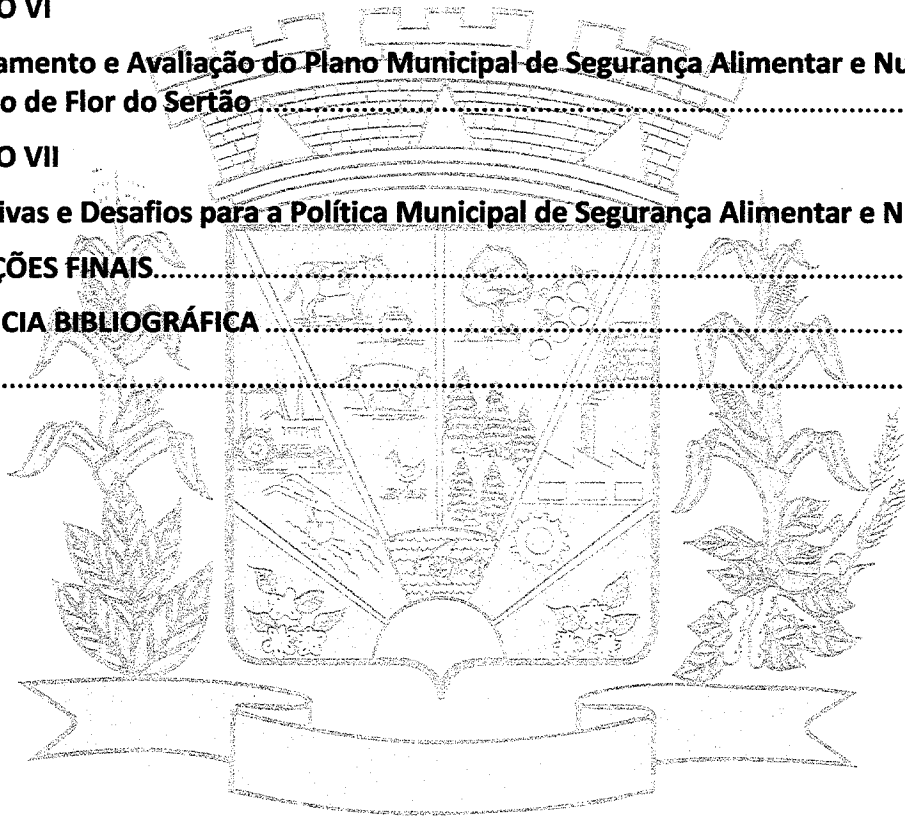 O VI
amento e Avaliação do Plano Municipal de Segurança Alimentar e Nu
o de Flor do Sertão ................................................................
O VII
ivas e Desafios para a Política Municipal de Segurança Alimentar e N
ÇÕES FINAIS................................................................
CIA BIBLIOGRÁFICA ................................................................
................................................................